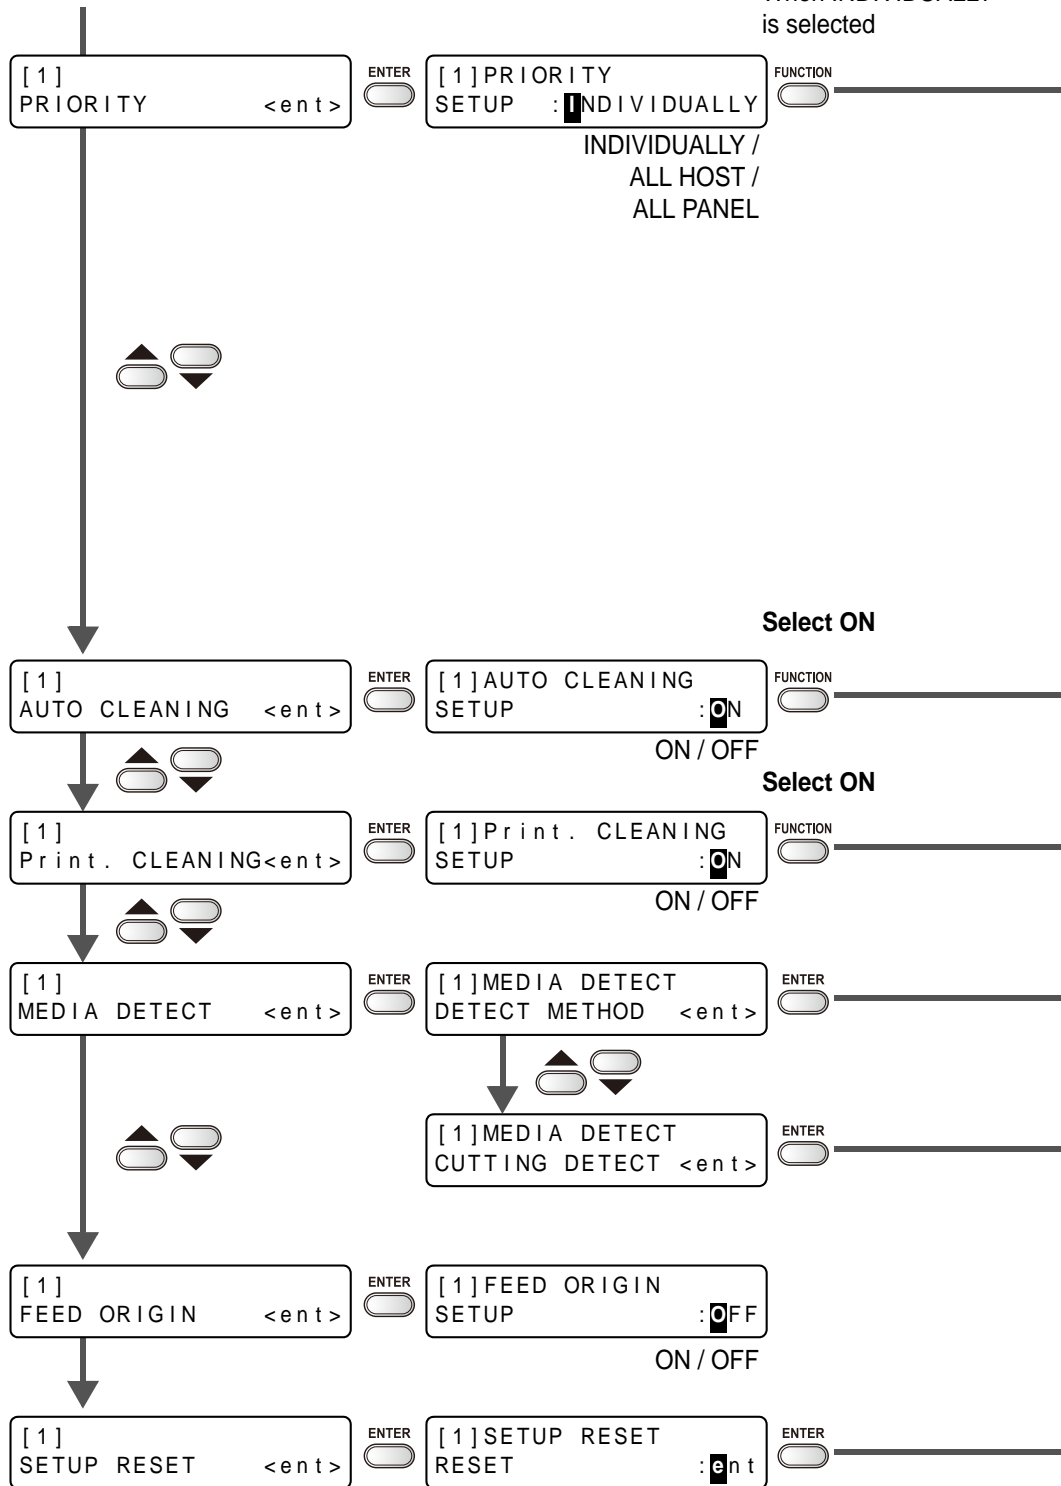 is selected
[1]
PRIORITY <ent>
ENTER
[1]PRIORITY
SETUP :INDIVIDUALLY
FUNCTION
INDIVIDUALLY /
ALL HOST /
ALL PANEL
Select ON
[1]
AUTO CLEANING <ent>
ENTER
[1]AUTO CLEANING
SETUP :ON
FUNCTION
ON / OFF
Select ON
[1]
Print. CLEANING<ent>
ENTER
[1]Print. CLEANING
SETUP :ON
FUNCTION
ON / OFF
[1]
MEDIA DETECT <ent>
ENTER
[1]MEDIA DETECT
DETECT METHOD <ent>
ENTER
[1]MEDIA DETECT
CUTTING DETECT <ent>
ENTER
[1]
FEED ORIGIN <ent>
ENTER
[1]FEED ORIGIN
SETUP :OFF
ON / OFF
[1]
SETUP RESET <ent>
ENTER
[1]SETUP RESET
RESET :ent
ENTER